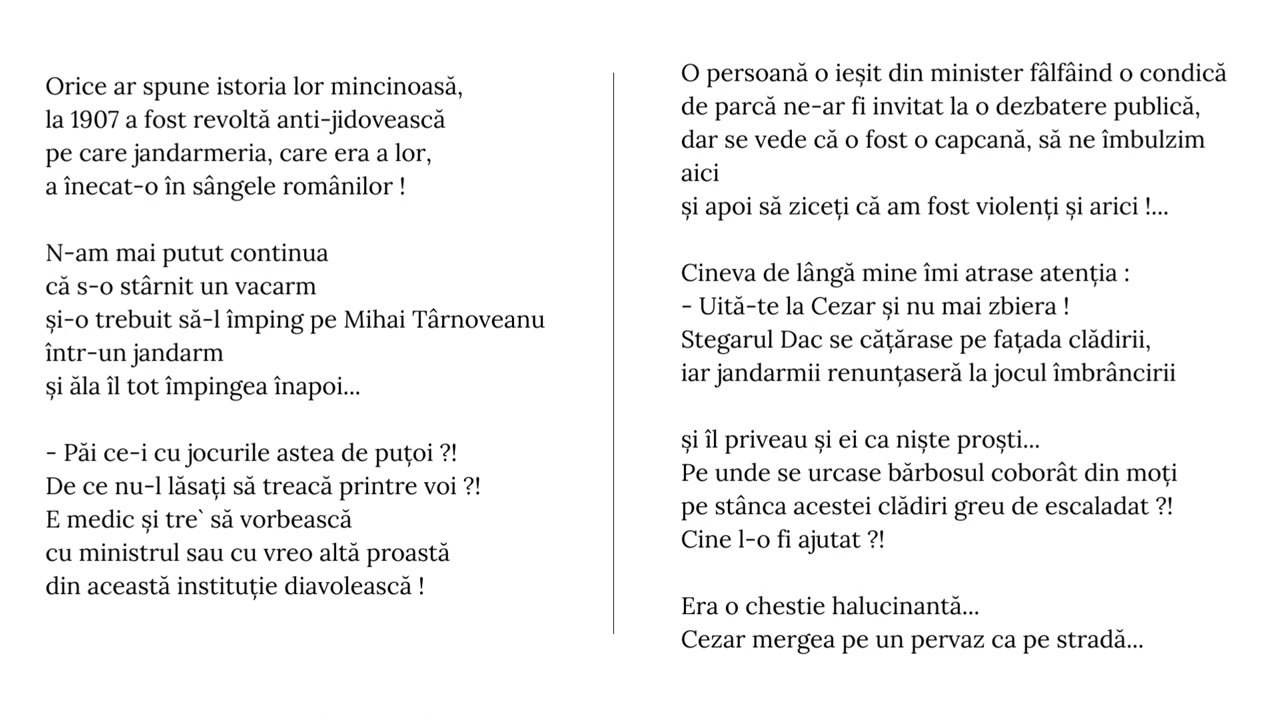 Orice ar spune istoria lor mincinoasă,
la 1907 a fost revoltă anti-jidovească
pe care jandarmeria, care era a lor,
a înecat-o în sângele românilor !
N-am mai putut continua
că s-o stârnit un vacarm
și-o trebuit să-l împing pe Mihai Târnoveanu
într-un jandarm
și ăla îl tot împingea înapoi...
- Păi ce-i cu jocurile astea de puțoi ?!
De ce nu-l lăsați să treacă printre voi ?!
E medic și tre` să vorbească
cu ministrul sau cu vreo altă proastă
din această instituție diavolească !
O persoană o ieșit din minister fâlfâind o condică
de parcă ne-ar fi invitat la o dezbatere publică,
dar se vede că o fost o capcană, să ne îmbulzim
aici
și apoi să ziceți că am fost violenți și arici !...
Cineva de lângă mine îmi atrase atenția :
- Uită-te la Cezar și nu mai zbiera !
Stegarul Dac se cățărase pe fațada clădirii,
iar jandarmii renunțaseră la jocul îmbrâncirii
și îl priveau și ei ca niște proști...
Pe unde se urcase bărbosul coborât din moți
pe stânca acestei clădiri greu de escaladat ?!
Cine l-o fi ajutat ?!
Era o chestie halucinantă...
Cezar mergea pe un pervaz ca pe stradă...